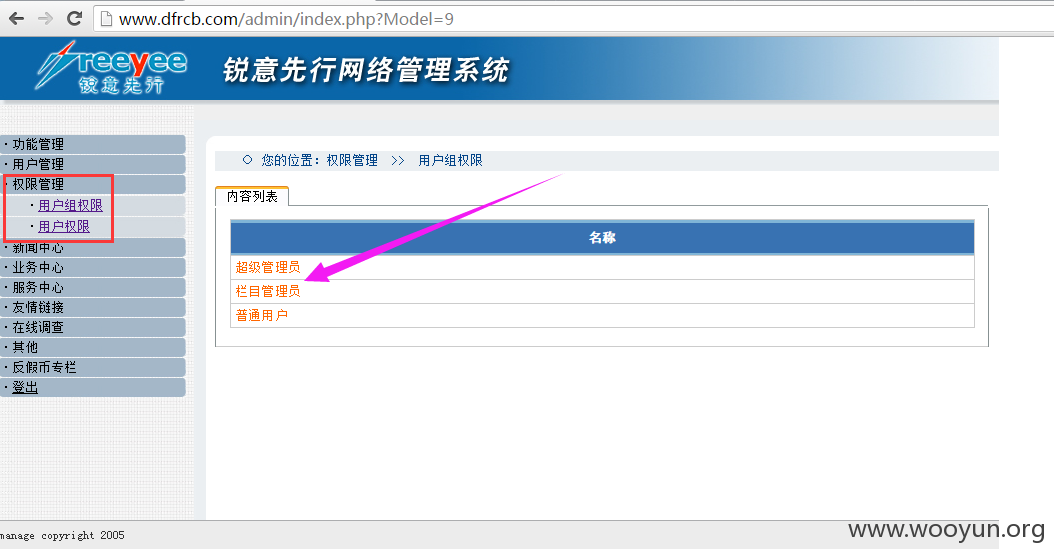 www.dfrcb.com/admin/index.php?Model=9
freeyee
锐意先行
锐意先行网络管理系统
·功能管理
·用户管理
·权限管理
·用户组权限
·用户权限
·新闻中心
·业务中心
·服务中心
·友情链接
·在线调查
·其他
·反假币专栏
·登出
您的位置：权限管理 >> 用户组权限
内容列表
名称
超级管理员
栏目管理员
普通用户
manage copyright 2005
www.wooyun.org